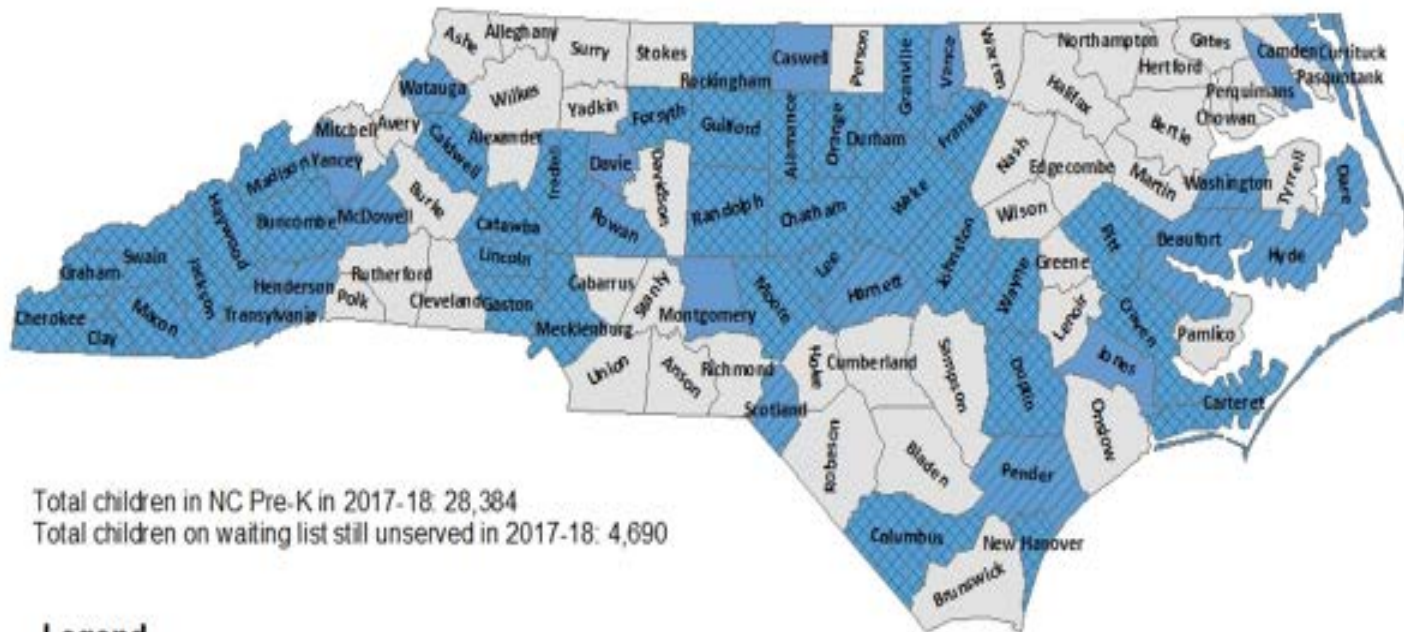 Ashe
Alleghany
Surry
Stokes
Rockingham
Caswell
Person
Granville
Vance
Warren
Northampton
Gates
Camden
Currituck
Pasquotank
Hertford
Halifax
Perquimans
Chowan
Bertie
Watauga
Wilkes
Yadkin
Forsyth
Guilford
Alamance
Orange
Durham
Franklin
Mitchell
Avery
Caldwell
Alexander
Iredell
Davie
Davidson
Nash
Edgecombe
Martin
Washington
Tyrrell
Dare
Madison
Yancey
Burke
Randolph
Chatham
Wake
Wilson
Haywood
Buncombe
McDowell
Catawba
Rowan
Johnston
Pitt
Beaufort
Hyde
Swain
Graham
Jackson
Henderson
Rutherford
Lincoln
Cabarrus
Stanly
Lee
Harnett
Wayne
Greene
Cherokee
Clay
Macon
Transylvania
Polk
Cleveland
Gaston
Mecklenburg
Montgomery
Moore
Lenoir
Craven
Pamlico
Union
Anson
Richmond
Hoke
Cumberland
Sampson
Duplin
Jones
Carteret
Scotland
Onslow
Robeson
Bladen
Pender
Columbus
New Hanover
Brunswick
Total children in NC Pre-K in 2017-18: 28,384
Total children on waiting list still unserved in 2017-18: 4,690
Legend